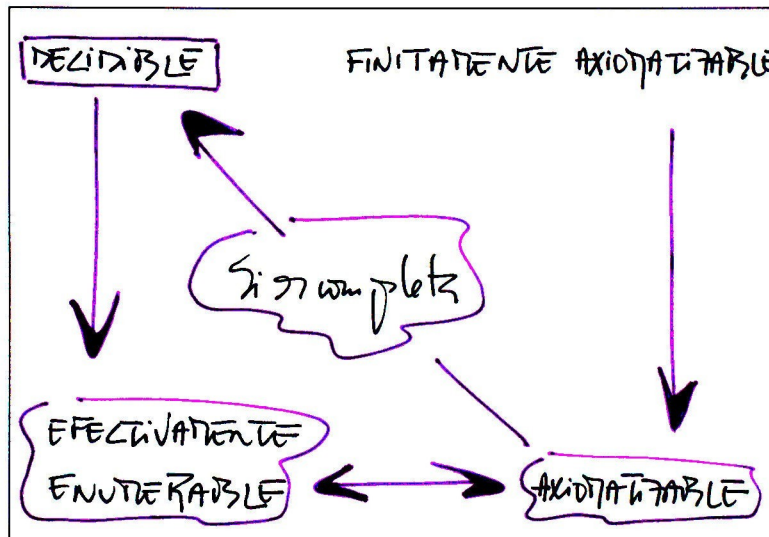 DECIDIBLE
FINITAMENTE AXIOMATIZABLE
Si es completa
EFECTIVAMENTE
ENUMERABLE
AXIOMATIZABLE